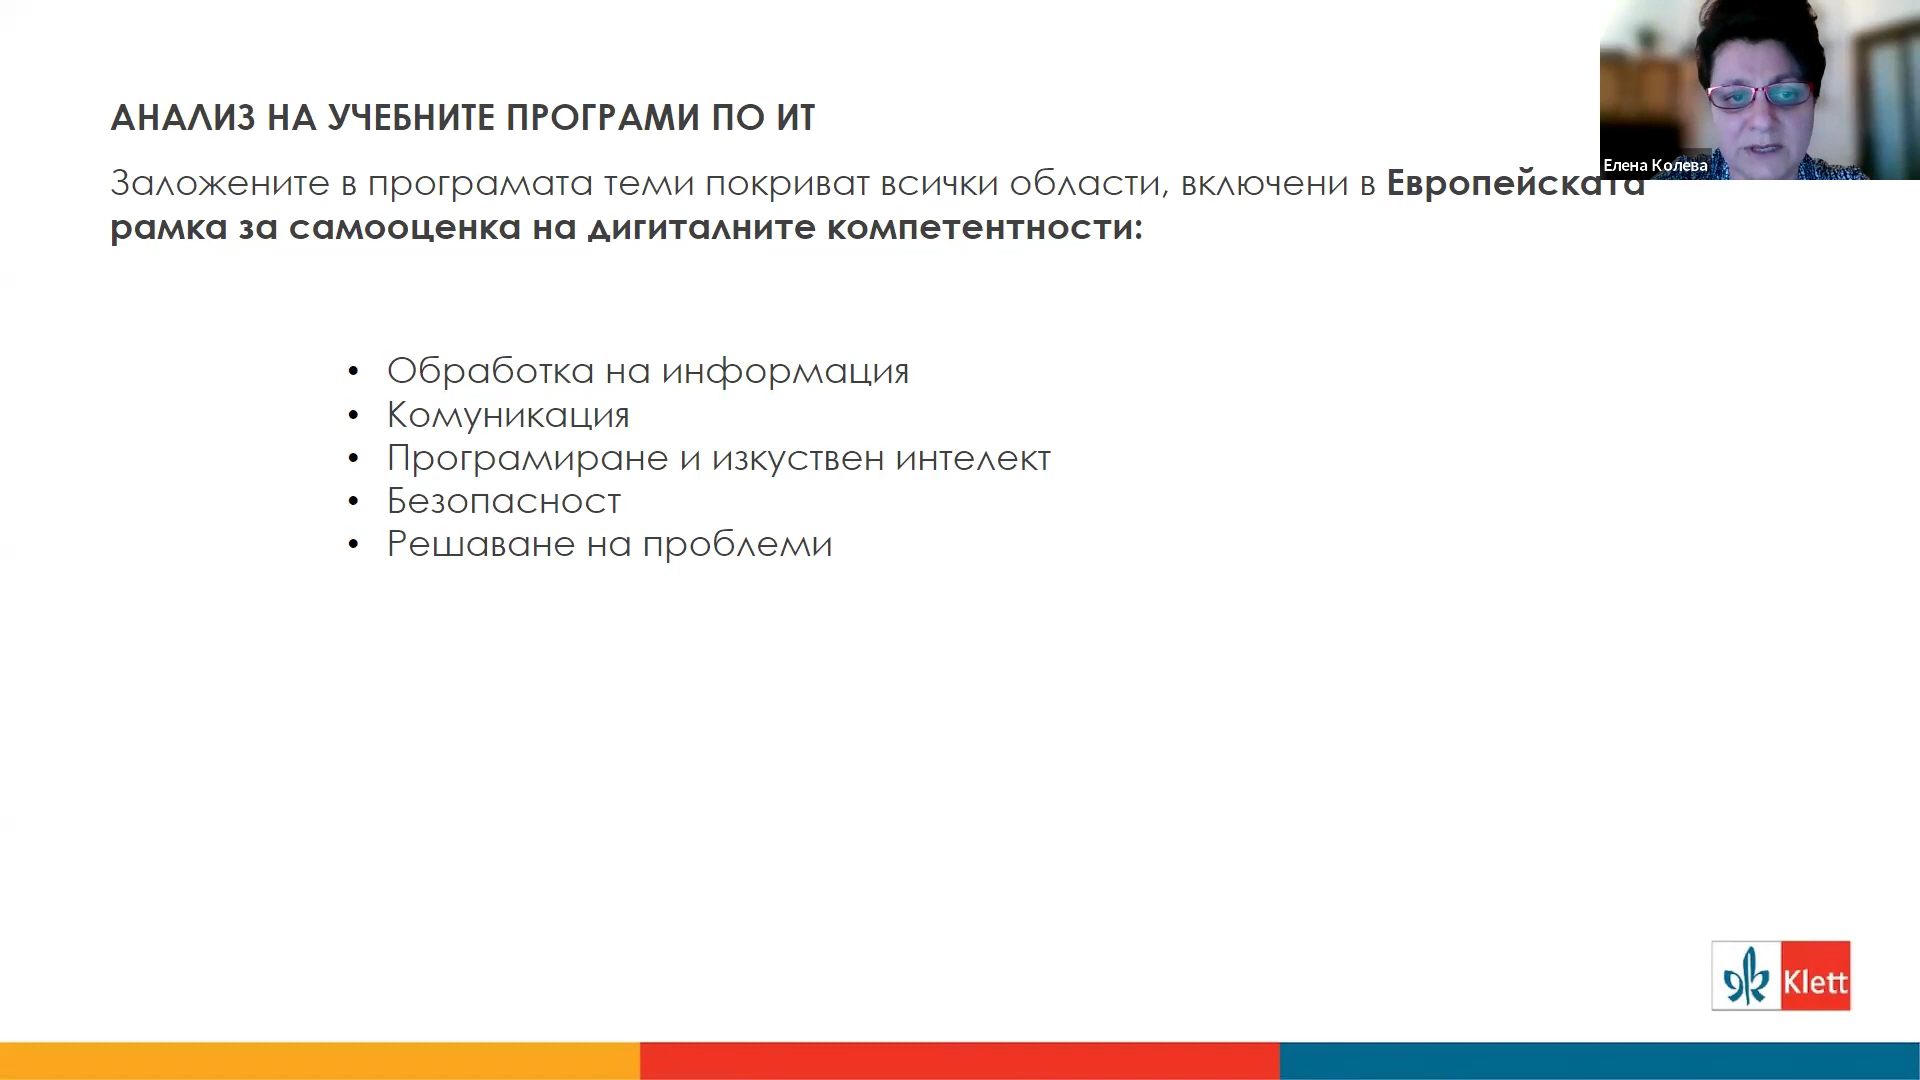 АНАЛИЗ НА УЧЕБНИТЕ ПРОГРАМИ ПО ИТ
Заложените в програмата теми покриват всички области, включени в Европейската
рамка за самооценка на дигиталните компетентности:
• Обработка на информация
• Комуникация
• Програмиране и изкуствен интелект
• Безопасност
• Решаване на проблеми
Елена Колева
Klett